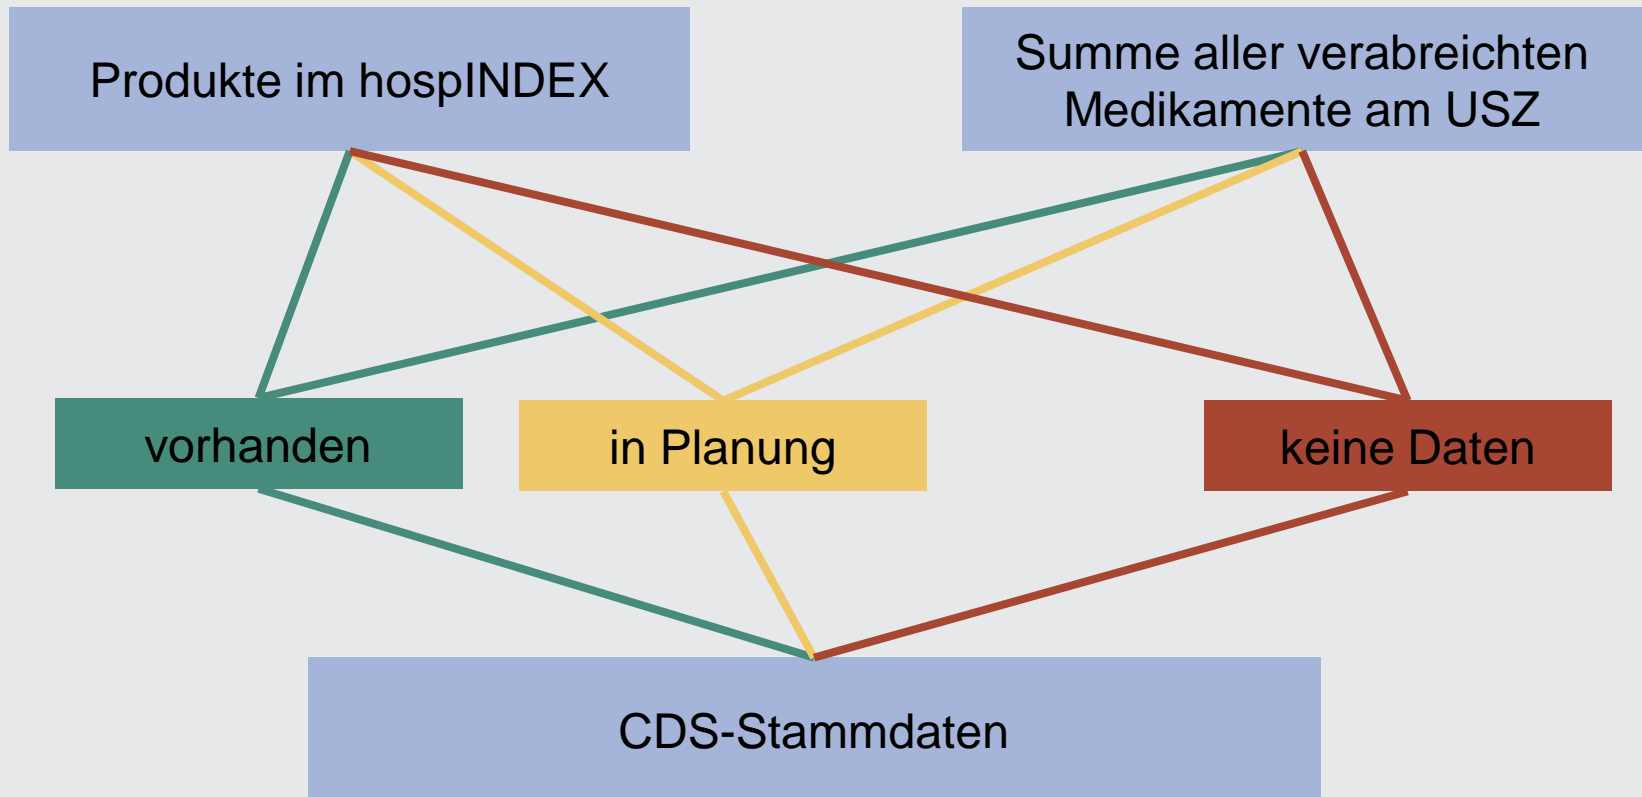 Produkte im hospINDEX
Summe aller verabreichten
Medikamente am USZ
vorhanden
in Planung
keine Daten
CDS-Stammdaten